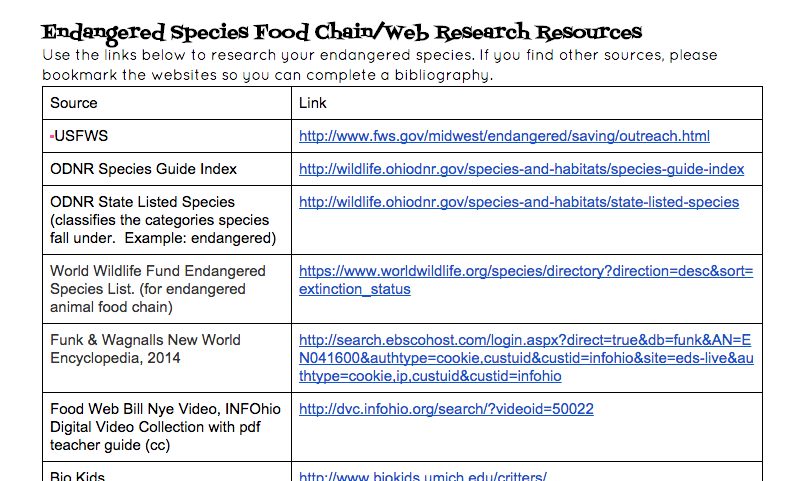 Endangered Species Food Chain/Web Research Resources
Use the links below to research your endangered species. If you find other sources, please
bookmark the websites so you can complete a bibliography.
Source Link
-USFWS http://www.fws.gov/midwest/endangered/saving/outreach.html
ODNR Species Guide Index http://wildlife.ohiodnr.gov/species-and-habitats/species-guide-index
ODNR State Listed Species http://wildlife.ohiodnr.gov/species-and-habitats/state-listed-species
(classifies the categories species
fall under. Example: endangered)
World Wildlife Fund Endangered https://www.worldwildlife.org/species/directory?direction=desc&sort=
Species List. (for endangered extinction_status
animal food chain)
Funk & Wagnalls New World http://search.ebscohost.com/login.aspx?direct=true&db=funk&AN=E
Encyclopedia, 2014 N041600&authtype=cookie,custuid&custid=infohio&site=eds-live&au
thtype=cookie,ip,custuid&custid=infohio
Food Web Bill Nye Video, INFOhio http://dvc.infohio.org/search/?videoid=50022
Digital Video Collection with pdf
teacher guide (cc)
Bio Kids http://www.biokids.umich.edu/critters/